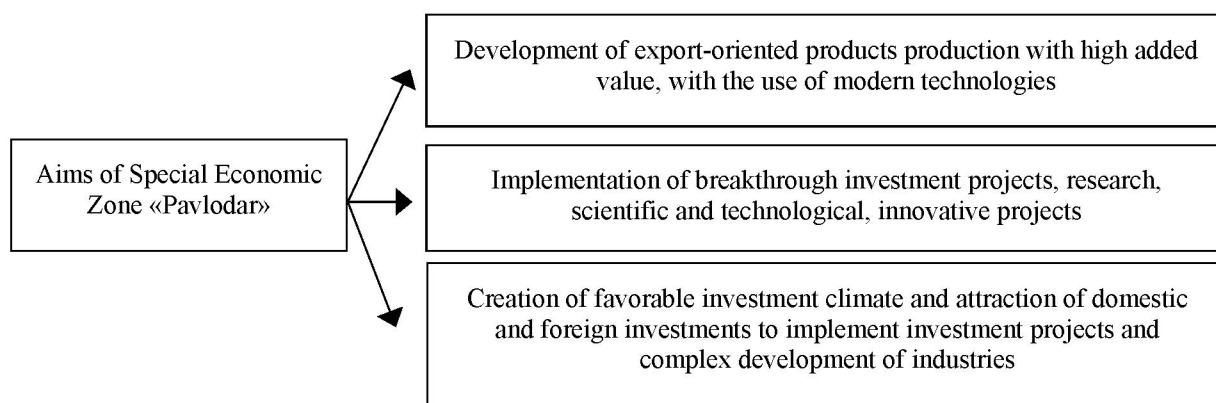 Development of export-oriented products production with high added
value, with the use of modern technologies
Aims of Special Economic
Zone «Pavlodar»
Implementation of breakthrough investment projects, research,
scientific and technological, innovative projects
Creation of favorable investment climate and attraction of domestic
and foreign investments to implement investment projects and
complex development of industries